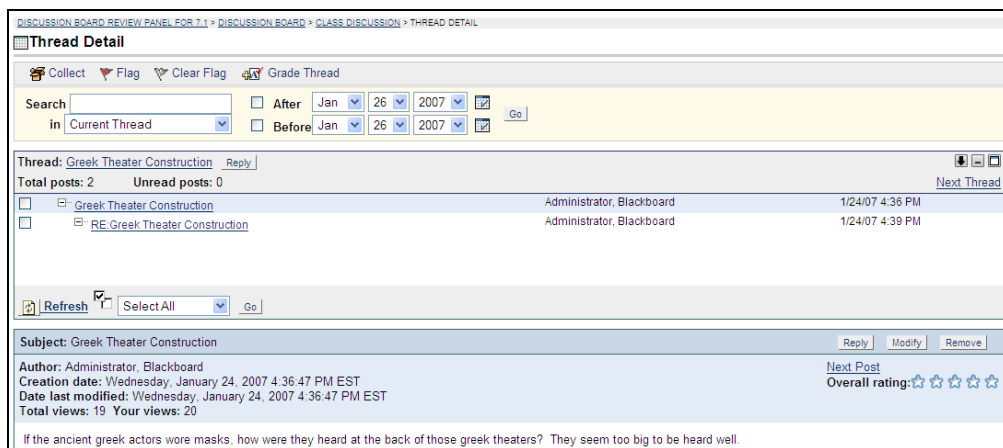 DISCUSSION BOARD REVIEW PANEL FOR 7.1 > DISCUSSION BOARD > CLASS DISCUSSION > THREAD DETAIL
Thread Detail
Collect Flag Clear Flag Grade Thread
Search After Jan 26 2007
in Current Thread Before Jan 26 2007 Go
Thread: Greek Theater Construction Reply
Total posts: 2 Unread posts: 0 Next Thread
Greek Theater Construction Administrator, Blackboard 1/24/07 4:36 PM
RE:Greek Theater Construction Administrator, Blackboard 1/24/07 4:39 PM
Refresh Select All Go
Subject: Greek Theater Construction Reply Modify Remove
Author: Administrator, Blackboard Next Post
Creation date: Wednesday, January 24, 2007 4:36:47 PM EST Overall rating:
Date last modified: Wednesday, January 24, 2007 4:36:47 PM EST
Total views: 19 Your views: 20
If the ancient greek actors wore masks, how were they heard at the back of those greek theaters? They seem too big to be heard well.